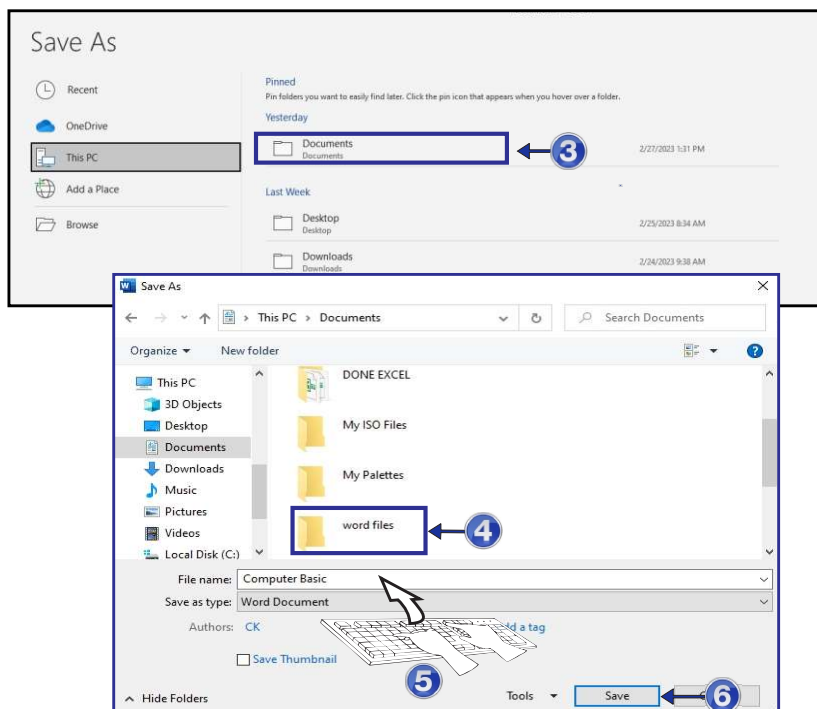 Save As
Recent
OneDrive
This PC
Add a Place
Browse
Pinned
Pin folders you want to easily find later. Click the pin icon that appears when you hover over a folder.
Yesterday
Documents
Documents
3
2/27/2023 1:31 PM
Last Week
Desktop
Desktop
2/25/2023 8:34 AM
Downloads
Downloads
2/24/2023 9:38 AM
Save As
This PC > Documents
Search Documents
Organize
New folder
This PC
3D Objects
Desktop
Documents
Downloads
Music
Pictures
Videos
Local Disk (C:)
DONE EXCEL
My ISO Files
My Palettes
word files
4
File name: Computer Basic
Save as type: Word Document
Authors: CK
a tag
Save Thumbnail
5
Hide Folders
Tools
Save
6